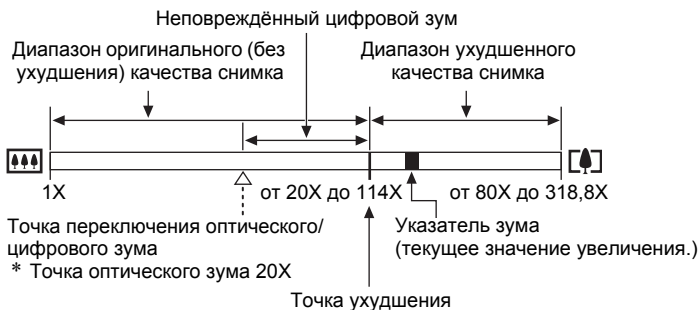 Неповреждённый цифровой зум
Диапазон оригинального (без
ухудшения) качества снимка
Диапазон ухудшенного
качества снимка
1X
от 20X до 114X
от 80X до 318,8X
Точка переключения оптического/
цифрового зума
* Точка оптического зума 20X
Указатель зума
(текущее значение увеличения.)
Точка ухудшения